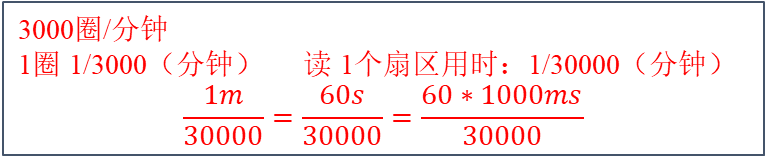 3000圈/分钟
1圈 1/3000（分钟） 读 1个扇区用时：1/30000（分钟）
1m/30000 = 60s/30000 = 60 * 1000ms/30000